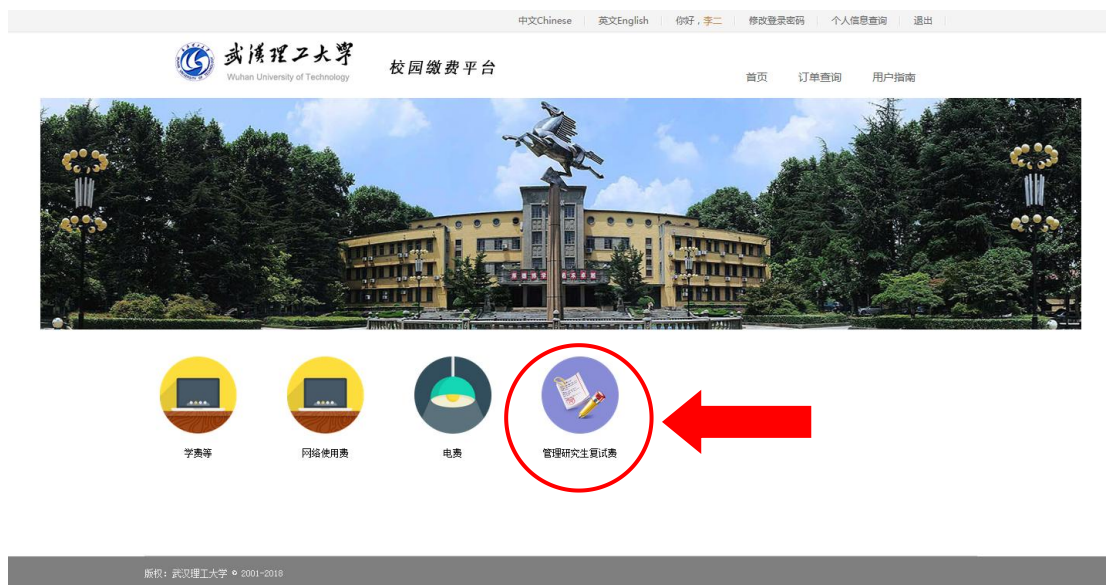 中文Chinese 英文English 你好，李二 修改登录密码 个人信息查询 退出
武汉理工大学
Wuhan University of Technology
校园缴费平台
首页 订单查询 用户指南
学费等 网络使用费 电费 管理研究生复试费
版权：武汉理工大学 © 2001-2018